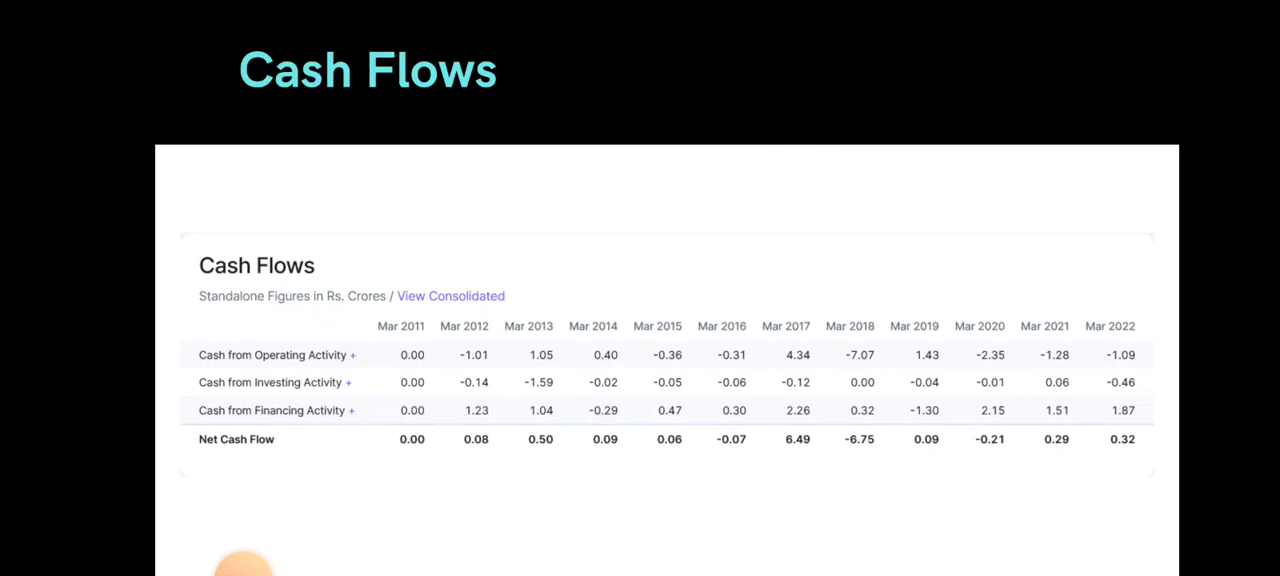 Cash Flows
Cash Flows
Standalone Figures in Rs. Crores / View Consolidated
Mar 2011 Mar 2012 Mar 2013 Mar 2014 Mar 2015 Mar 2016 Mar 2017 Mar 2018 Mar 2019 Mar 2020 Mar 2021 Mar 2022
Cash from Operating Activity + 0.00 -1.01 1.05 0.40 -0.36 -0.31 4.34 -7.07 1.43 -2.35 -1.28 -1.09
Cash from Investing Activity + 0.00 -0.14 -1.59 -0.02 -0.05 -0.06 -0.12 0.00 -0.04 -0.01 0.06 -0.46
Cash from Financing Activity + 0.00 1.23 1.04 -0.29 0.47 0.30 2.26 0.32 -1.30 2.15 1.51 1.87
Net Cash Flow 0.00 0.08 0.50 0.09 0.06 -0.07 6.49 -6.75 0.09 -0.21 0.29 0.32